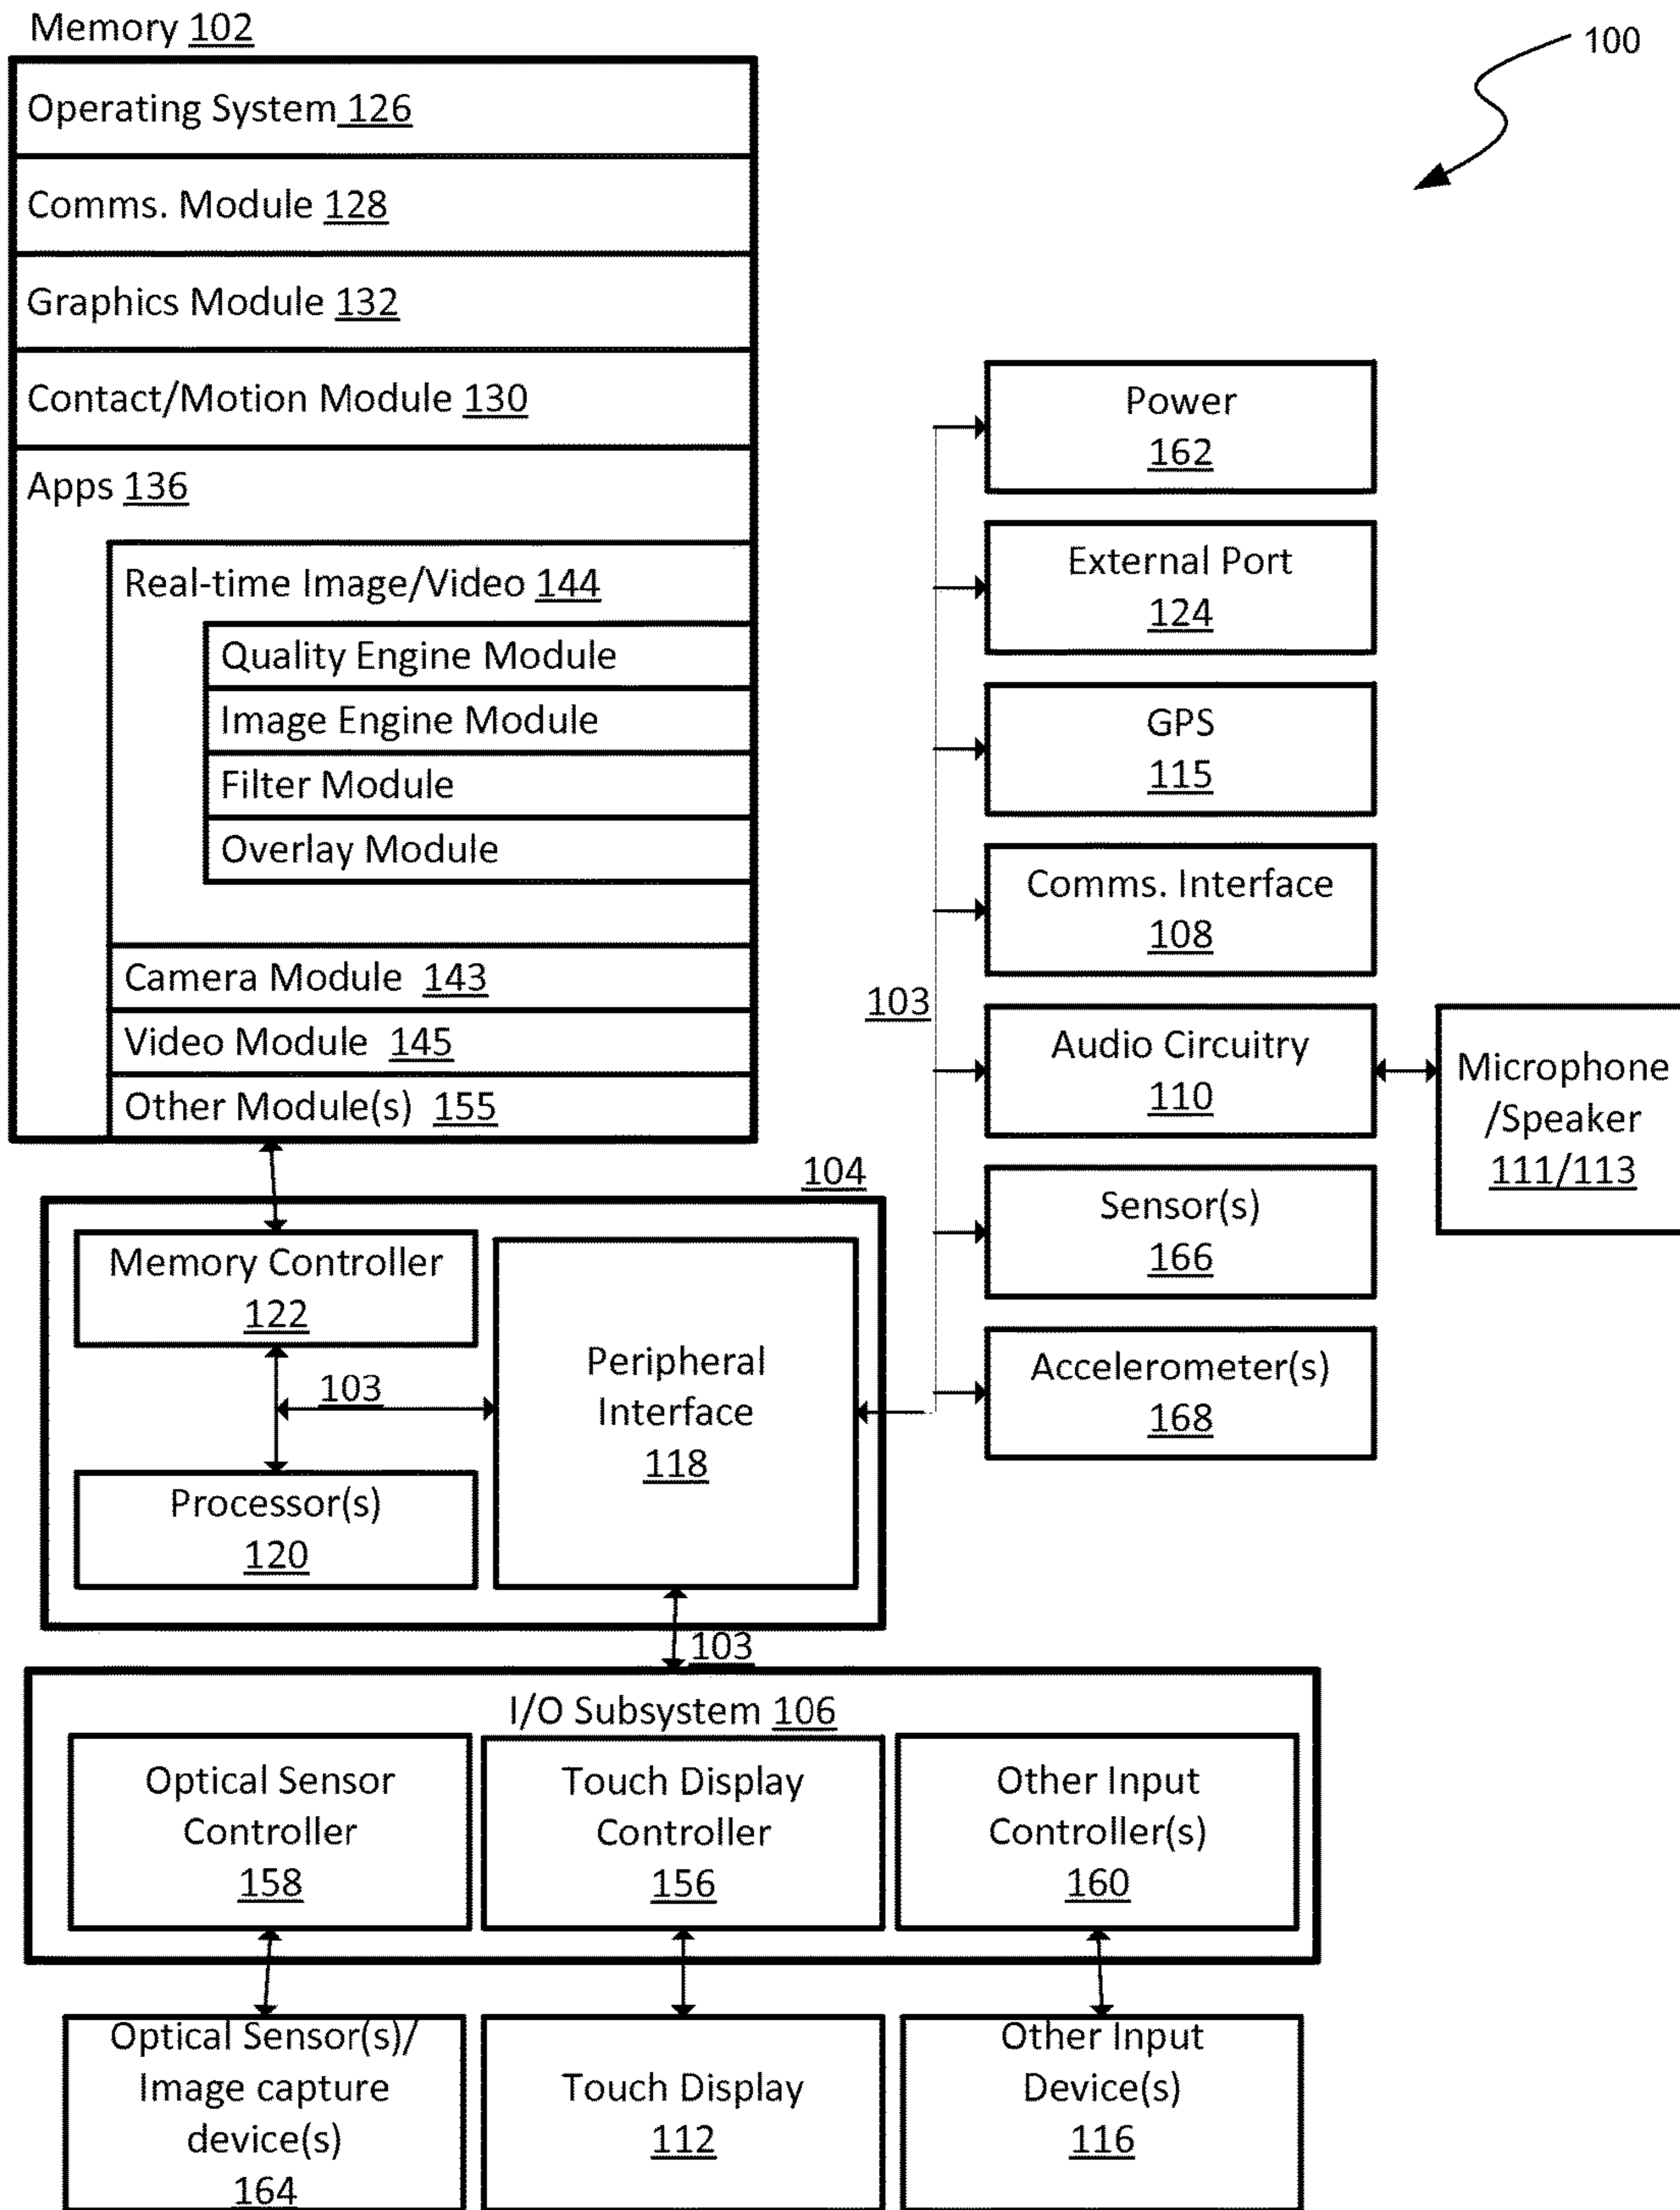 Memory 102
100
Operating System 126
Comms. Module 128
Graphics Module 132
Contact/Motion Module 130
Apps 136
Real-time Image/Video 144
Quality Engine Module
Image Engine Module
Filter Module
Overlay Module
Camera Module 143
Video Module 145
Other Module(s) 155
Power
162
External Port
124
GPS
115
Comms. Interface
108
103
Audio Circuitry
110
Microphone
/Speaker
111/113
Sensor(s)
166
Accelerometer(s)
168
104
Memory Controller
122
103
Processor(s)
120
Peripheral
Interface
118
103
I/O Subsystem 106
Optical Sensor
Controller
158
Touch Display
Controller
156
Other Input
Controller(s)
160
Optical Sensor(s)/
Image capture
device(s)
164
Touch Display
112
Other Input
Device(s)
116